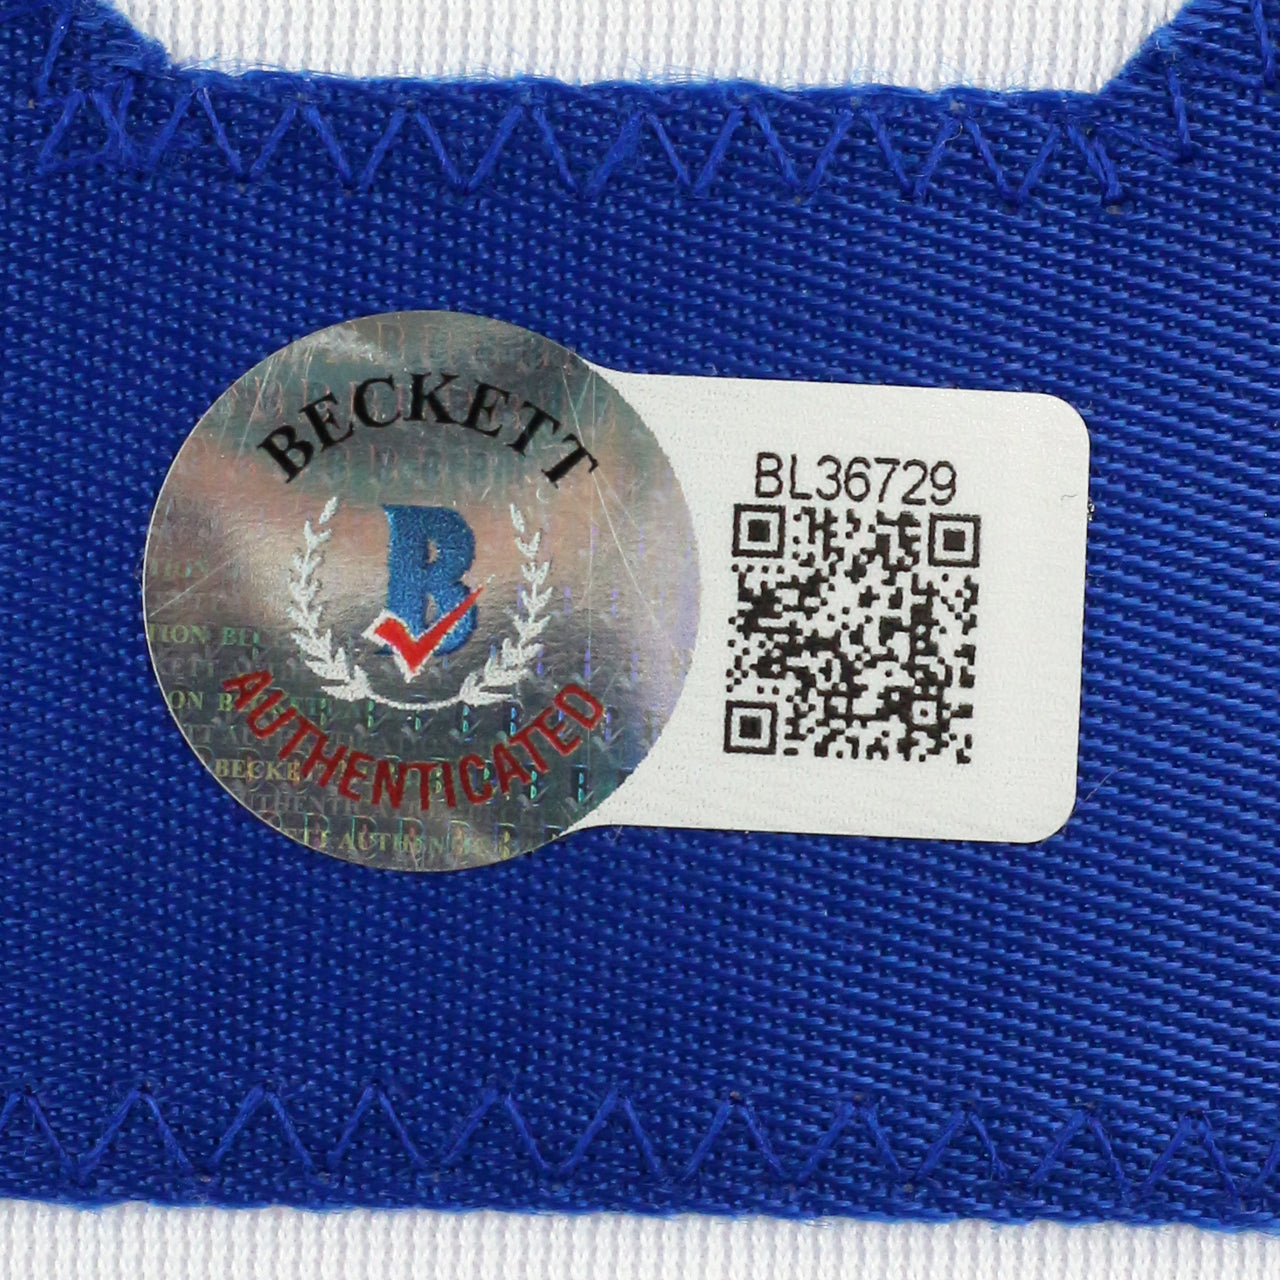 BECKETT
B
AUTHENTICATED
BL36729